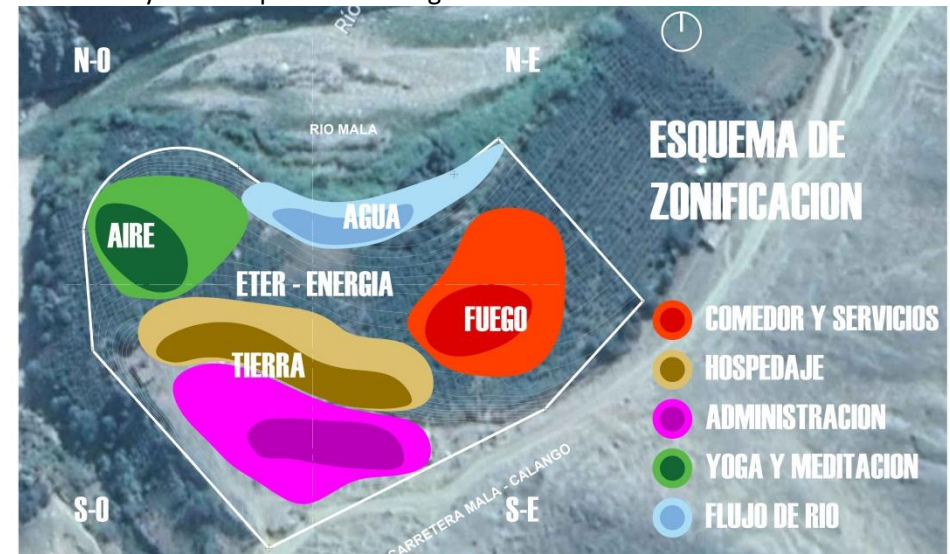 Río
N-O
N-E
RIO MALA
ESQUEMA DE
ZONIFICACION
AGUA
AIRE
ETER - ENERGIA
FUEGO
TIERRA
COMEDOR Y SERVICIOS
HOSPEDAJE
ADMINISTRACION
YOGA Y MEDITACION
FLUJO DE RIO
S-O
S-E
CARRETERA MALA - CALANGO